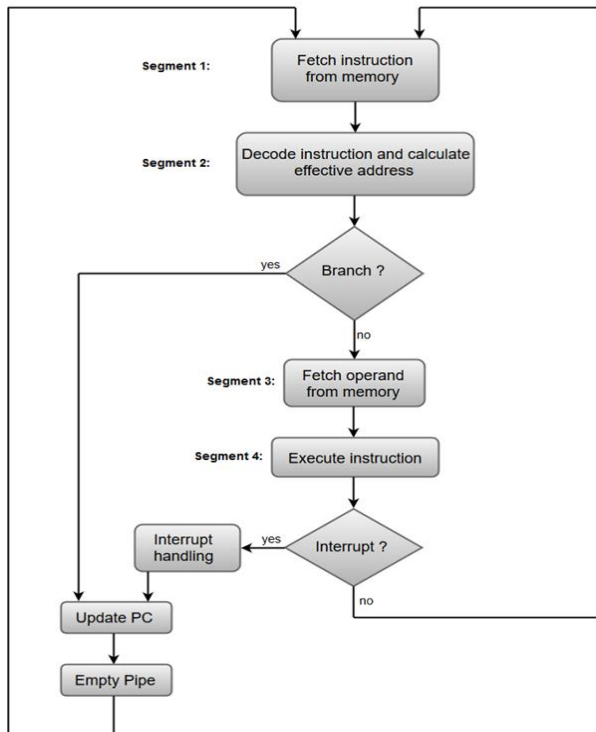 Segment 1:
Fetch instruction
from memory
Segment 2:
Decode instruction and calculate
effective address
Branch ?
yes
no
Segment 3:
Fetch operand
from memory
Segment 4:
Execute instruction
Interrupt ?
yes
no
Interrupt
handling
Update PC
Empty Pipe